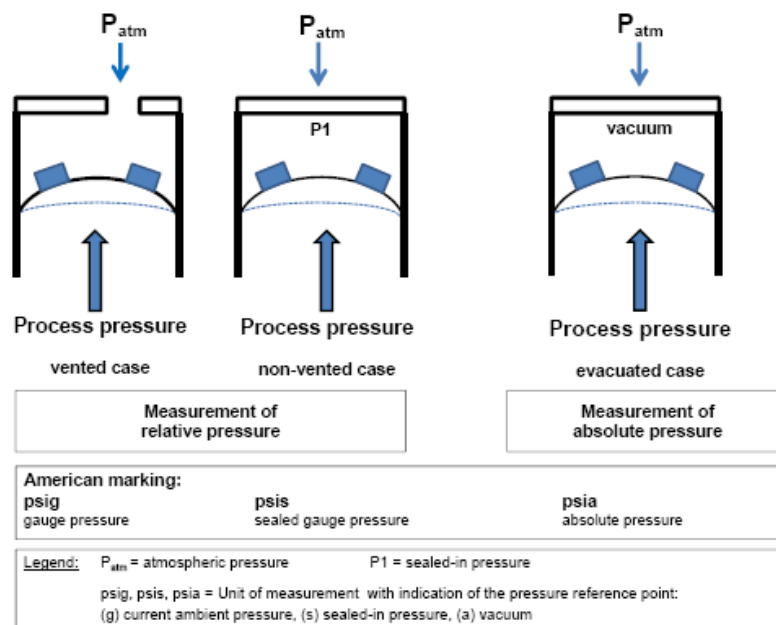 Patm Patm Patm
P1 vacuum
Process pressure Process pressure Process pressure
vented case non-vented case evacuated case
Measurement of Measurement of
relative pressure absolute pressure
American marking:
psig psis psia
gauge pressure sealed gauge pressure absolute pressure
Legend: Patm = atmospheric pressure P1 = sealed-in pressure
psig, psis, psia = Unit of measurement with indication of the pressure reference point:
(g) current ambient pressure, (s) sealed-in pressure, (a) vacuum